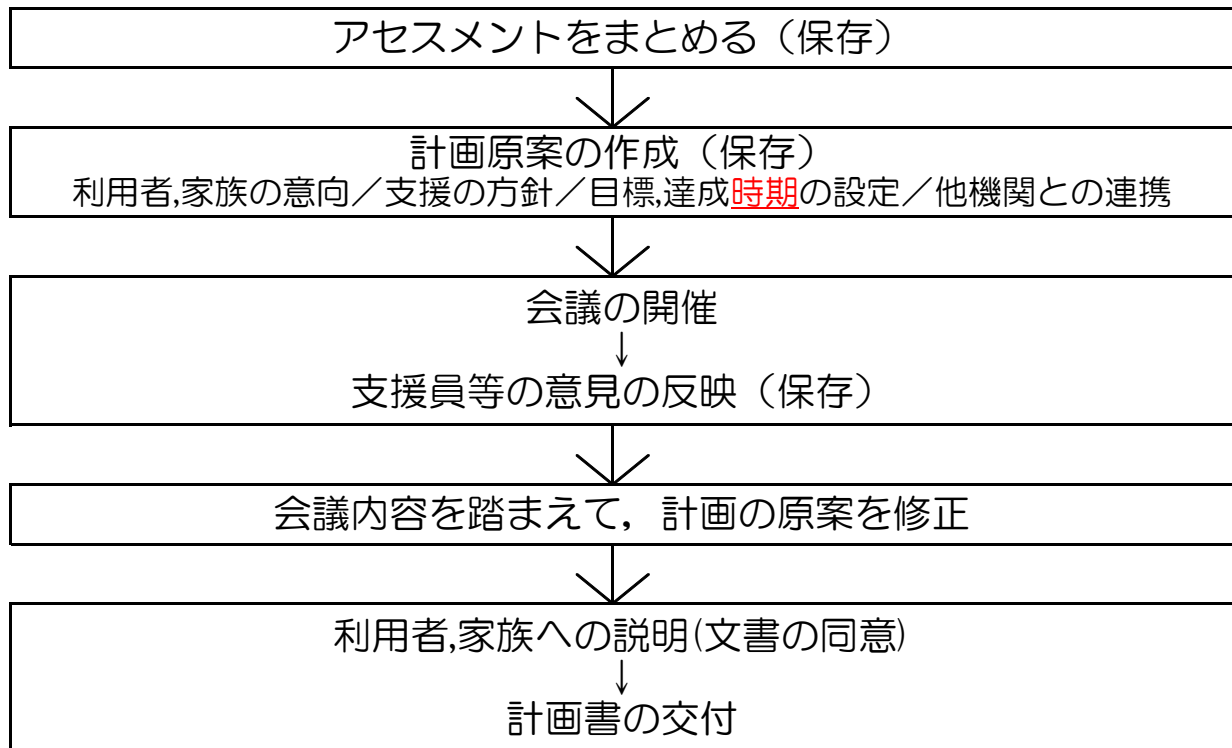 アセスメントをまとめる（保存）
計画原案の作成（保存）
利用者,家族の意向／支援の方針／目標,達成時期の設定／他機関との連携
会議の開催
↓
支援員等の意見の反映（保存）
会議内容を踏まえて，計画の原案を修正
利用者,家族への説明(文書の同意)
↓
計画書の交付